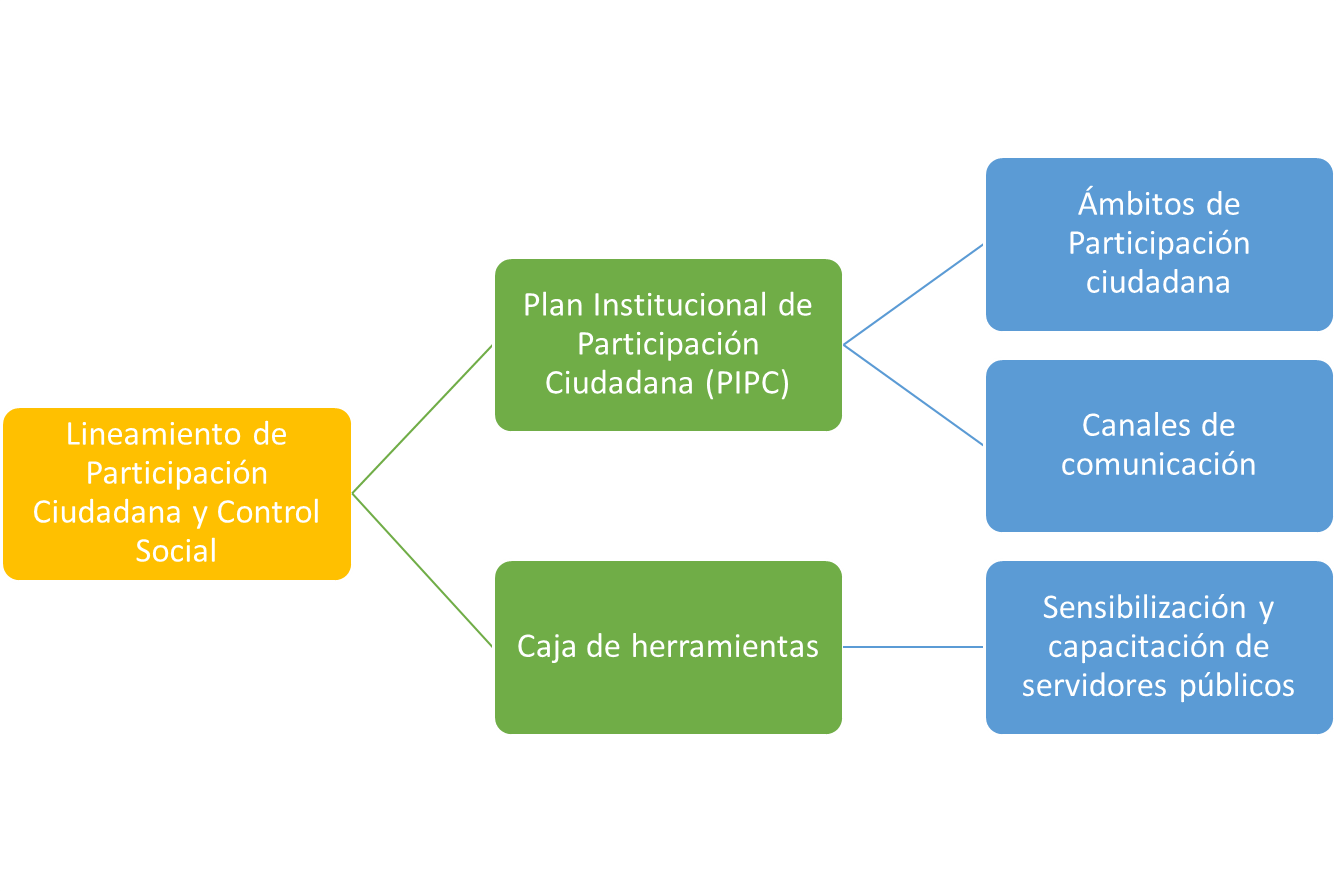 Lineamiento de
Participación
Ciudadana y Control
Social
Plan Institucional de
Participación
Ciudadana (PIPC)
Caja de herramientas
Ámbitos de
Participación
ciudadana
Canales de
comunicación
Sensibilización y
capacitación de
servidores públicos